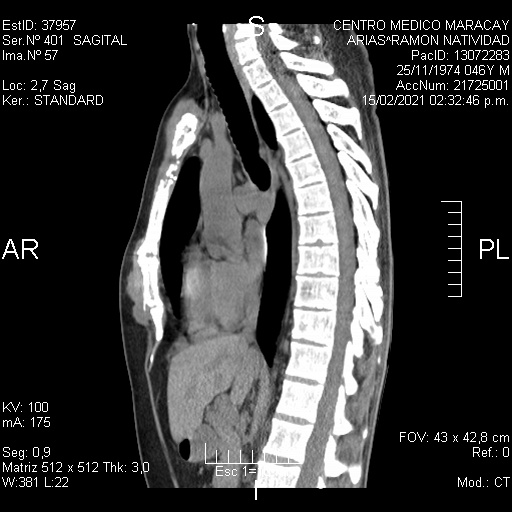 EstID: 37957
Ser.Nº 401 SAGITAL
Ima.Nº 57
Loc: 2,7 Sag
Ker.: STANDARD
S
CENTRO MEDICO MARACAY
ARIAS^RAMON NATIVIDAD
PacID: 13072283
25/11/1974 046Y M
AccNum: 21725001
15/02/2021 02:32:46 p.m.
AR
PL
KV: 100
mA: 175
Seg: 0,9
Matriz 512 x 512 Thk: 3,0
W:381 L:22
Esc 1=
I
FOV: 43 x 42,8 cm
Ref.: 0
Mod.: CT